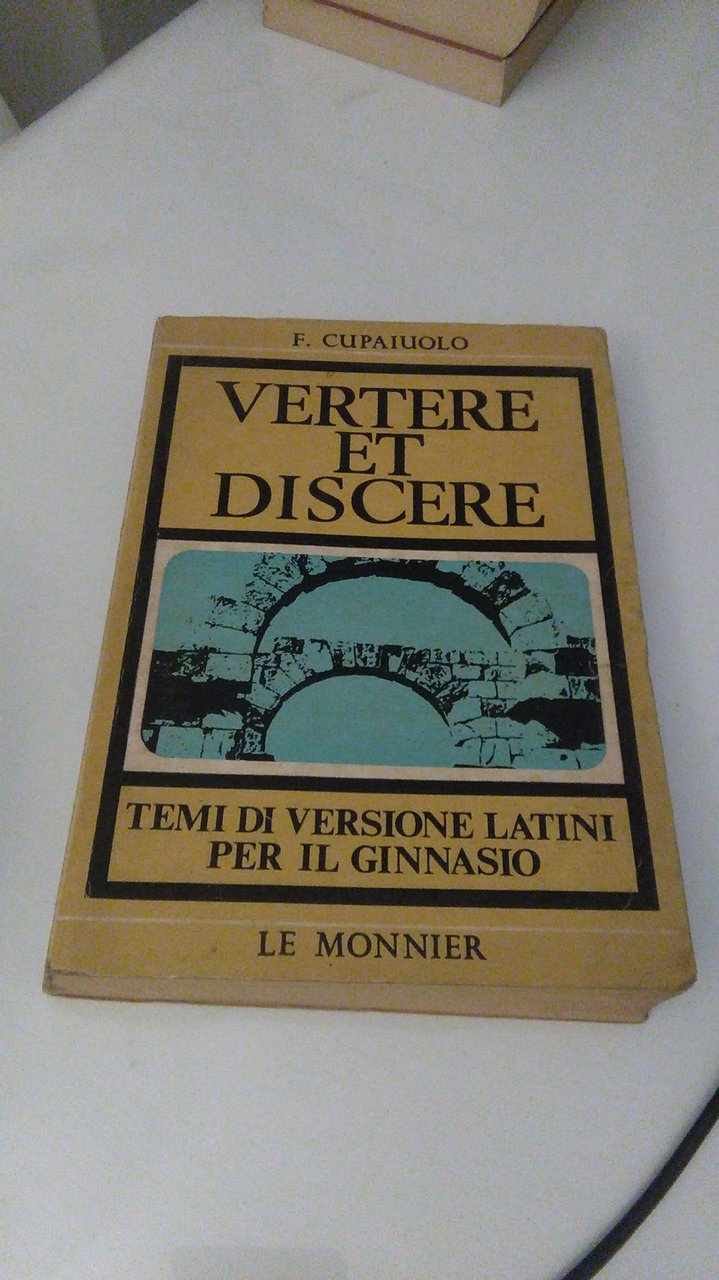 F. CUPAIUOLO
VERTERE
ET
DISCERE
TEMI DI VERSIONE LATINI
PER IL GINNASIO
LE MONNIER